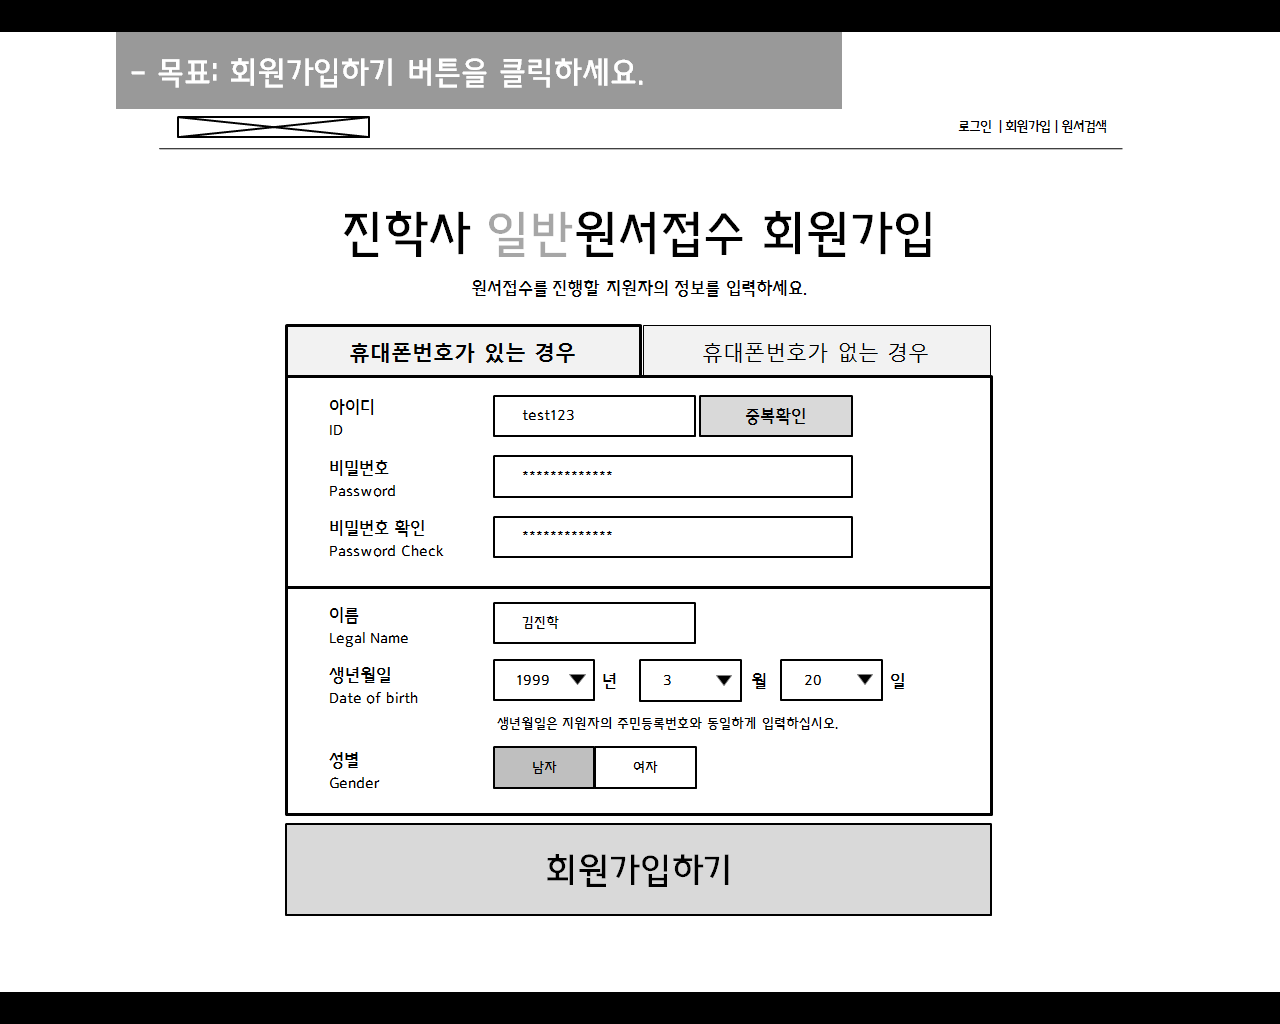 - 목표: 회원가입하기 버튼을 클릭하세요.
로그인 | 회원가입 | 원서검색
진학사 일반원서접수 회원가입
원서접수를 진행할 지원자의 정보를 입력하세요.
휴대폰번호가 있는 경우 휴대폰번호가 없는 경우
아이디 test123 중복확인
ID
비밀번호 *************
Password
비밀번호 확인 *************
Password Check
이름 김진학
Legal Name
생년월일 1999 년 3 월 20 일
Date of birth
생년월일은 지원자의 주민등록번호와 동일하게 입력하십시오.
성별 남자 여자
Gender
회원가입하기